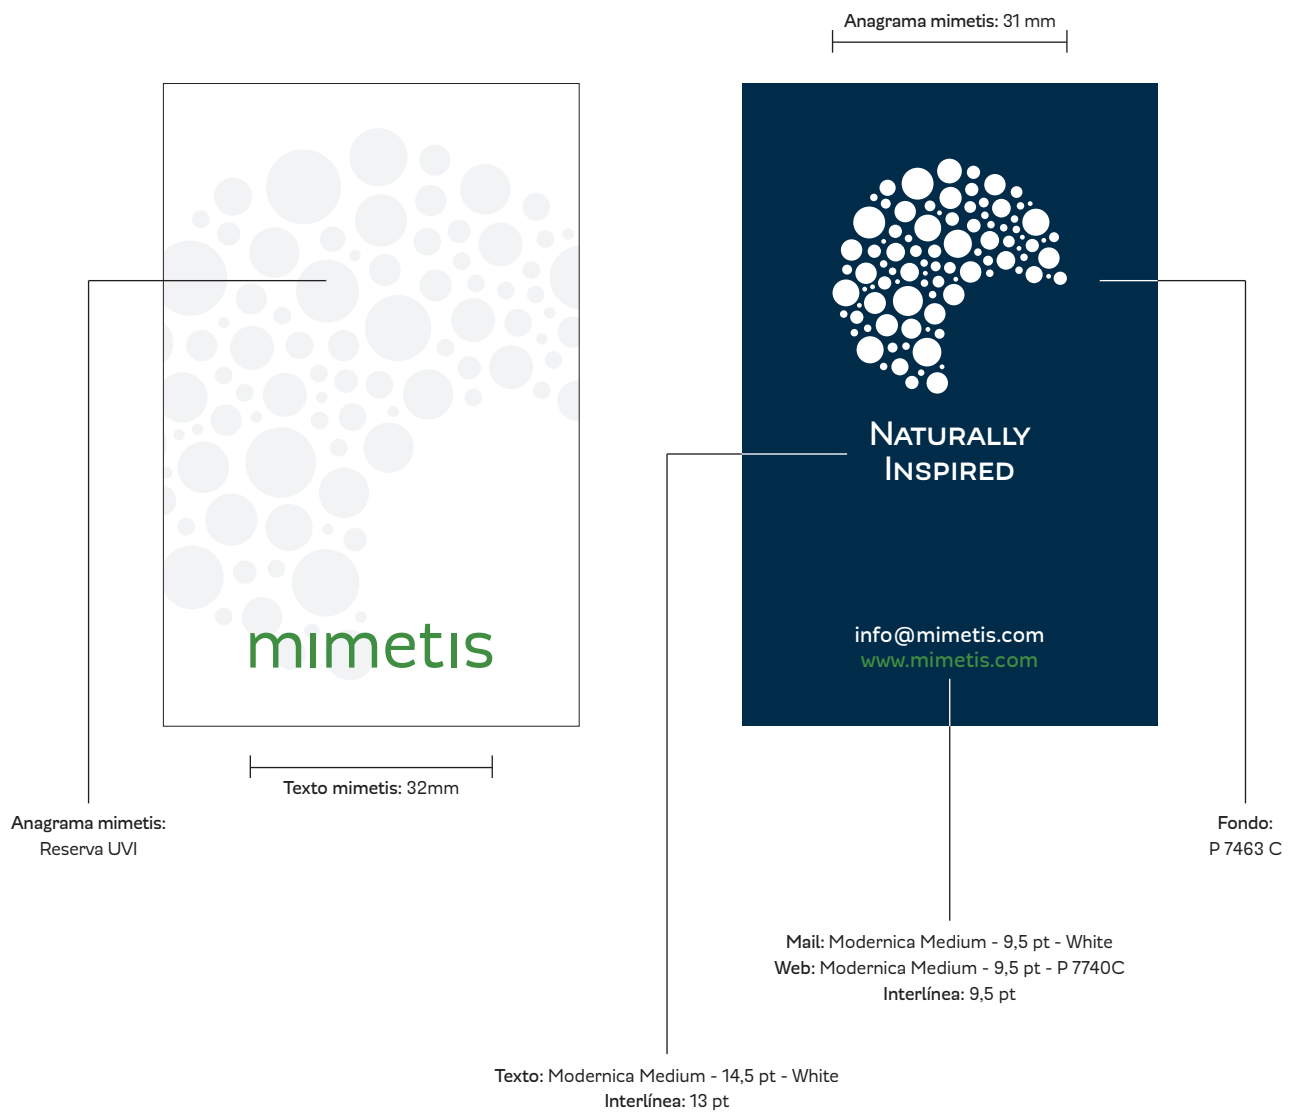 Anagrama mimetis: 31 mm
mimetis
Texto mimetis: 32mm
Anagrama mimetis:
Reserva UVI
NATURALLY
INSPIRED
info@mimetis.com
www.mimetis.com
Fondo:
P 7463 C
Mail: Modernica Medium - 9,5 pt - White
Web: Modernica Medium - 9,5 pt - P 7740C
Interlínea: 9,5 pt
Texto: Modernica Medium - 14,5 pt - White
Interlínea: 13 pt